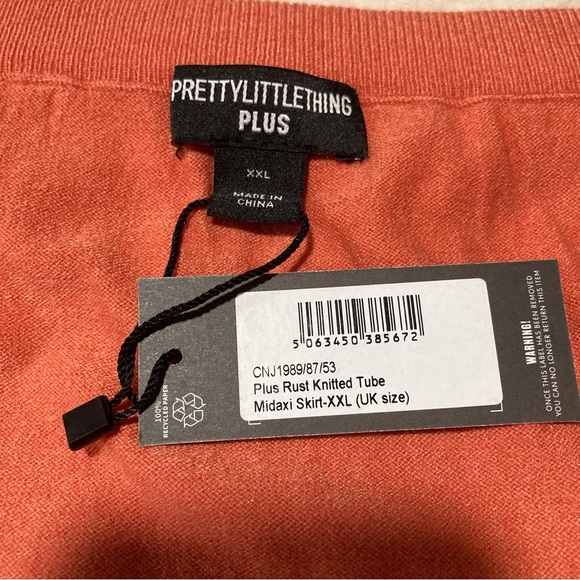 PRETTYLITTLETHING
PLUS
XXL
MADE IN
CHINA
5 063450 385672
CNJ1989/87/53
Plus Rust Knitted Tube
Midaxi Skirt-XXL (UK size)
100%
RECYCLED PAPER
WARNING!
ONCE THIS LABEL HAS BEEN REMOVED
YOU CAN NO LONGER RETURN THIS ITEM